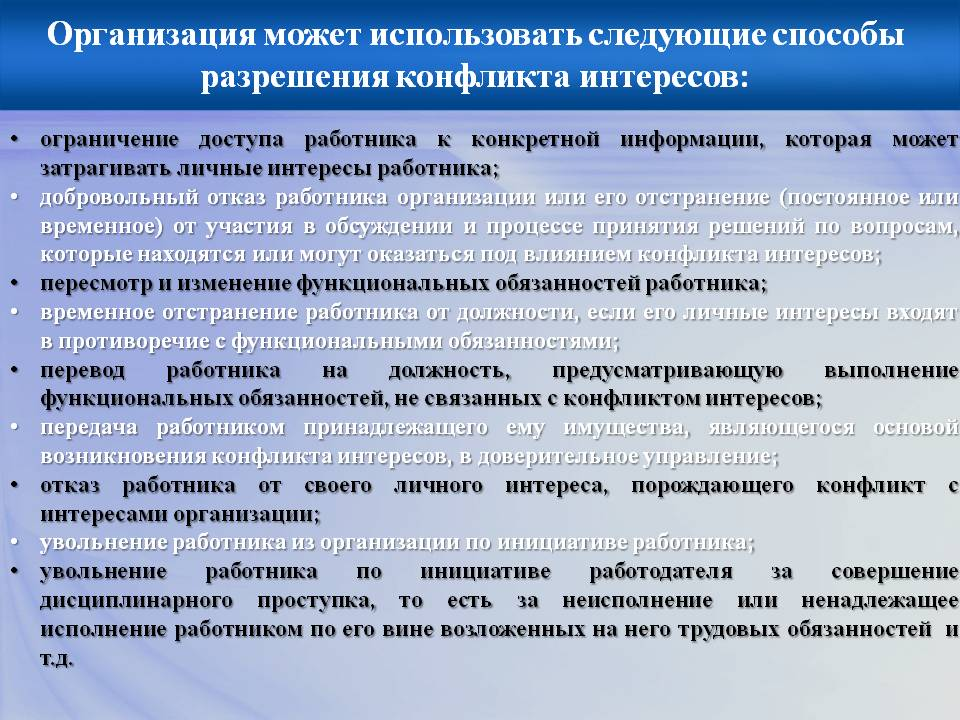 Организация может использовать следующие способы
разрешения конфликта интересов:
• ограничение доступа работника к конкретной информации, которая может
затрагивать личные интересы работника;
• добровольный отказ работника организации или его отстранение (постоянное или
временное) от участия в обсуждении и процессе принятия решений по вопросам,
которые находятся или могут оказаться под влиянием конфликта интересов;
• пересмотр и изменение функциональных обязанностей работника;
• временное отстранение работника от должности, если его личные интересы входят
в противоречие с функциональными обязанностями;
• перевод работника на должность, предусматривающую выполнение
функциональных обязанностей, не связанных с конфликтом интересов;
• передача работником принадлежащего ему имущества, являющегося основой
возникновения конфликта интересов, в доверительное управление;
• отказ работника от своего личного интереса, порождающего конфликт с
интересами организации;
• увольнение работника из организации по инициативе работника;
• увольнение работника по инициативе работодателя за совершение
дисциплинарного проступка, то есть за неисполнение или ненадлежащее
исполнение работником по его вине возложенных на него трудовых обязанностей и
т.д.